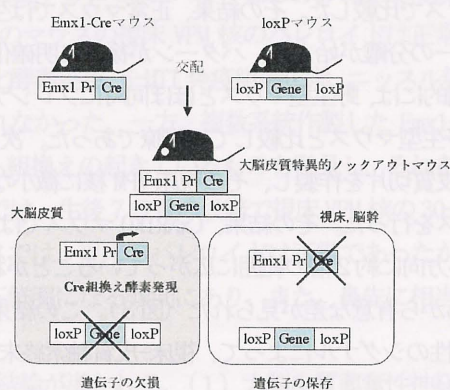 Emx1-Creマウス
loxPマウス
Emx1 Pr Cre
交配
loxP Gene loxP
大脳皮質特異的ノックアウトマウス
Emx1 Pr Cre
loxP Gene loxP
大脳皮質
視床, 脳幹
Emx1 Pr Cre
Cre組換え酵素発現
loxP Gene loxP
遺伝子の欠損
Emx1 Pr Cre
loxP Gene loxP
遺伝子の保存